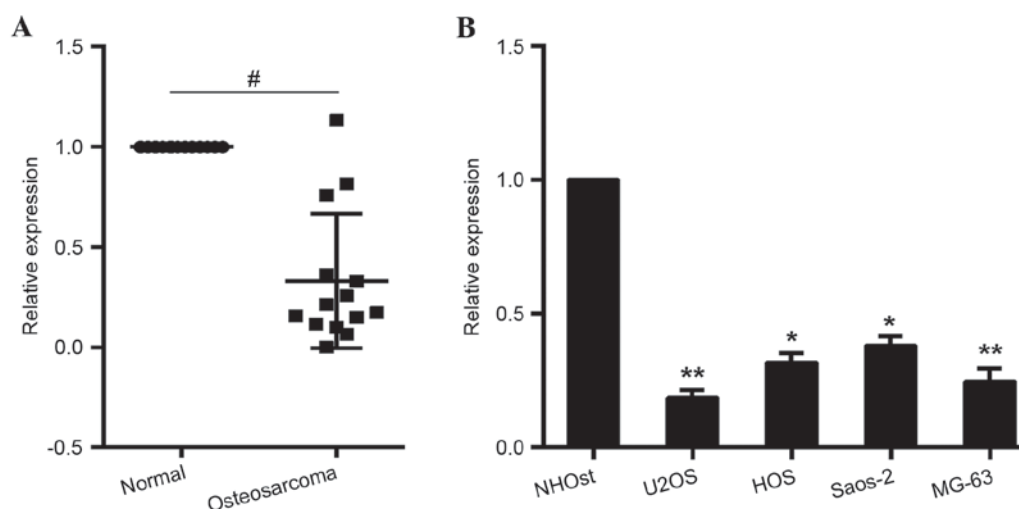 A
1.5
1.0
0.5
0.0
-0.5
Relative expression
#
Normal
Osteosarcoma
B
1.5
1.0
0.5
0.0
Relative expression
**
*
*
**
NHOst
U2OS
HOS
Saos-2
MG-63